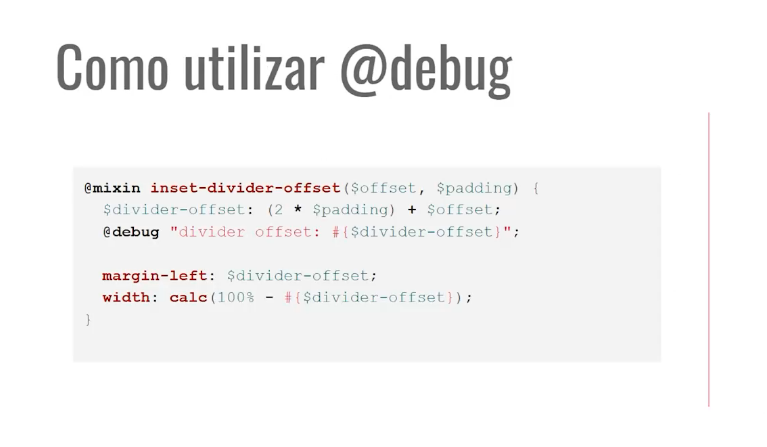 Como utilizar @debug
@mixin inset-divider-offset($offset, $padding) {
  $divider-offset: (2 * $padding) + $offset;
  @debug "divider offset: #{$divider-offset}";
  margin-left: $divider-offset;
  width: calc(100% - #{$divider-offset});
}